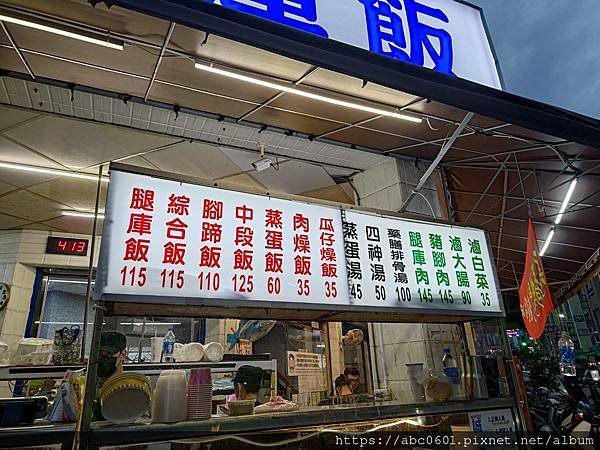 飯
413
腿庫飯 115
綜合飯 115
腳蹄飯 110
中段飯 125
蒸蛋飯 60
肉燥飯 35
瓜仔燥飯 35
蒸蛋湯 45
四神湯 50
藥膳排骨湯 100
腿庫肉 145
豬腳肉 145
滷大腸 90
滷白菜 35
https://abc0601.pixnet.net/album